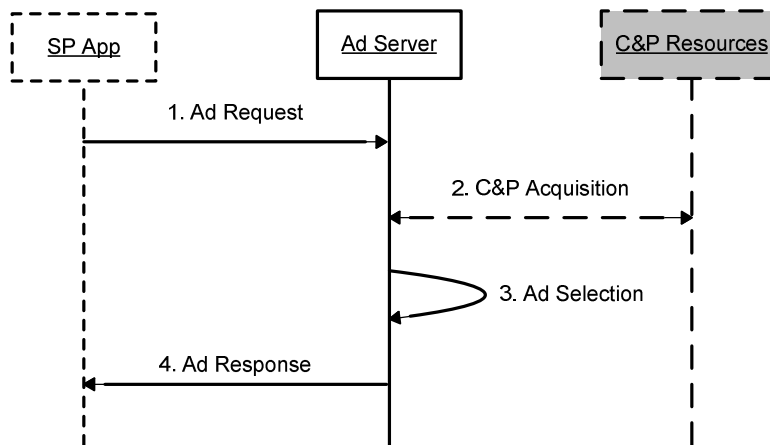 SP App
Ad Server
C&P Resources
1. Ad Request
2. C&P Acquisition
3. Ad Selection
4. Ad Response